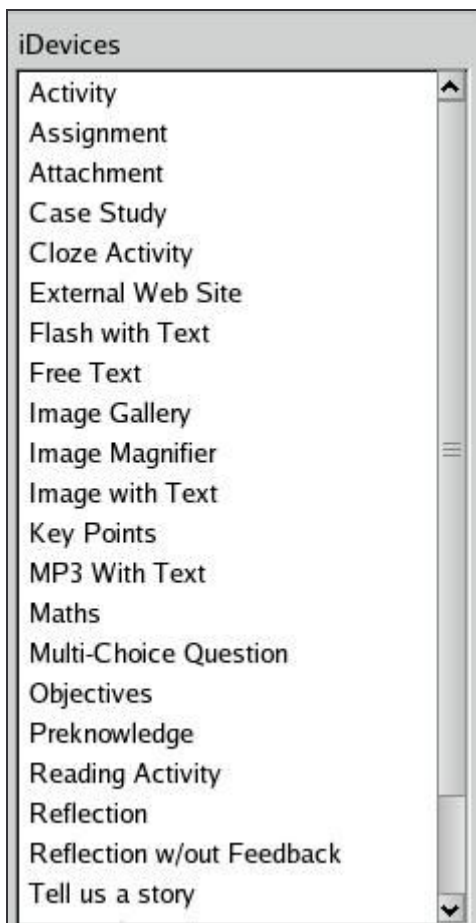 iDevices
Activity
Assignment
Attachment
Case Study
Cloze Activity
External Web Site
Flash with Text
Free Text
Image Gallery
Image Magnifier
Image with Text
Key Points
MP3 With Text
Maths
Multi-Choice Question
Objectives
Preknowledge
Reading Activity
Reflection
Reflection w/out Feedback
Tell us a story